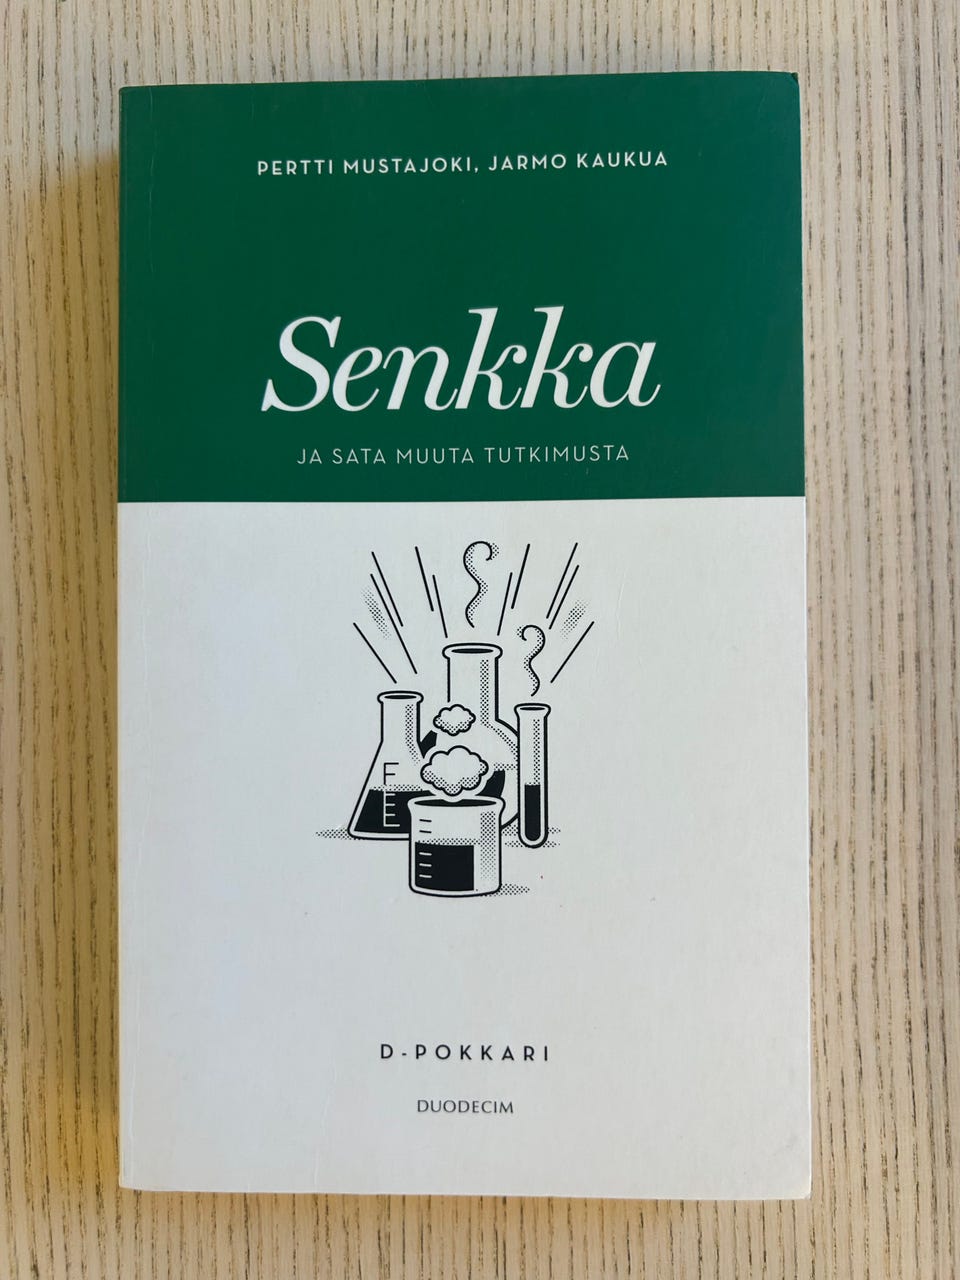 PERTTI MUSTAJOKI, JARMO KAUKUA
Senkka
JA SATA MUUTA TUTKIMUSTA
D-POKKARI
DUODECIM